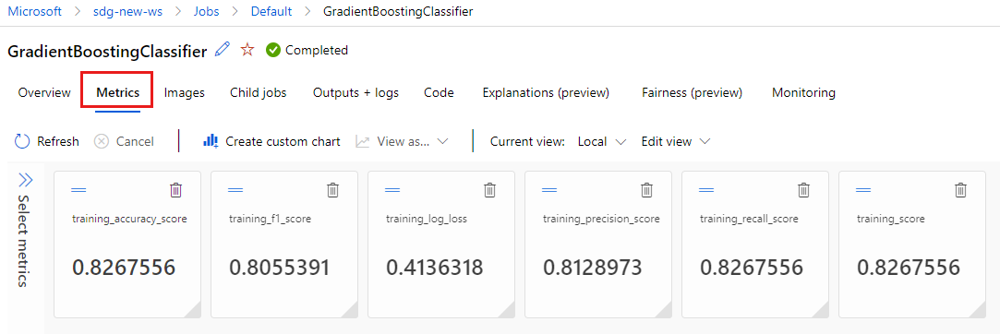 Microsoft > sdg-new-ws > Jobs > Default > GradientBoostingClassifier
GradientBoostingClassifier Completed
Overview Metrics Images Child jobs Outputs + logs Code Explanations (preview) Fairness (preview) Monitoring
Refresh Cancel Create custom chart View as... Current view: Local Edit view
Select metrics
training_accuracy_score training_f1_score training_log_loss training_precision_score training_recall_score training_score
0.8267556 0.8055391 0.4136318 0.8128973 0.8267556 0.8267556